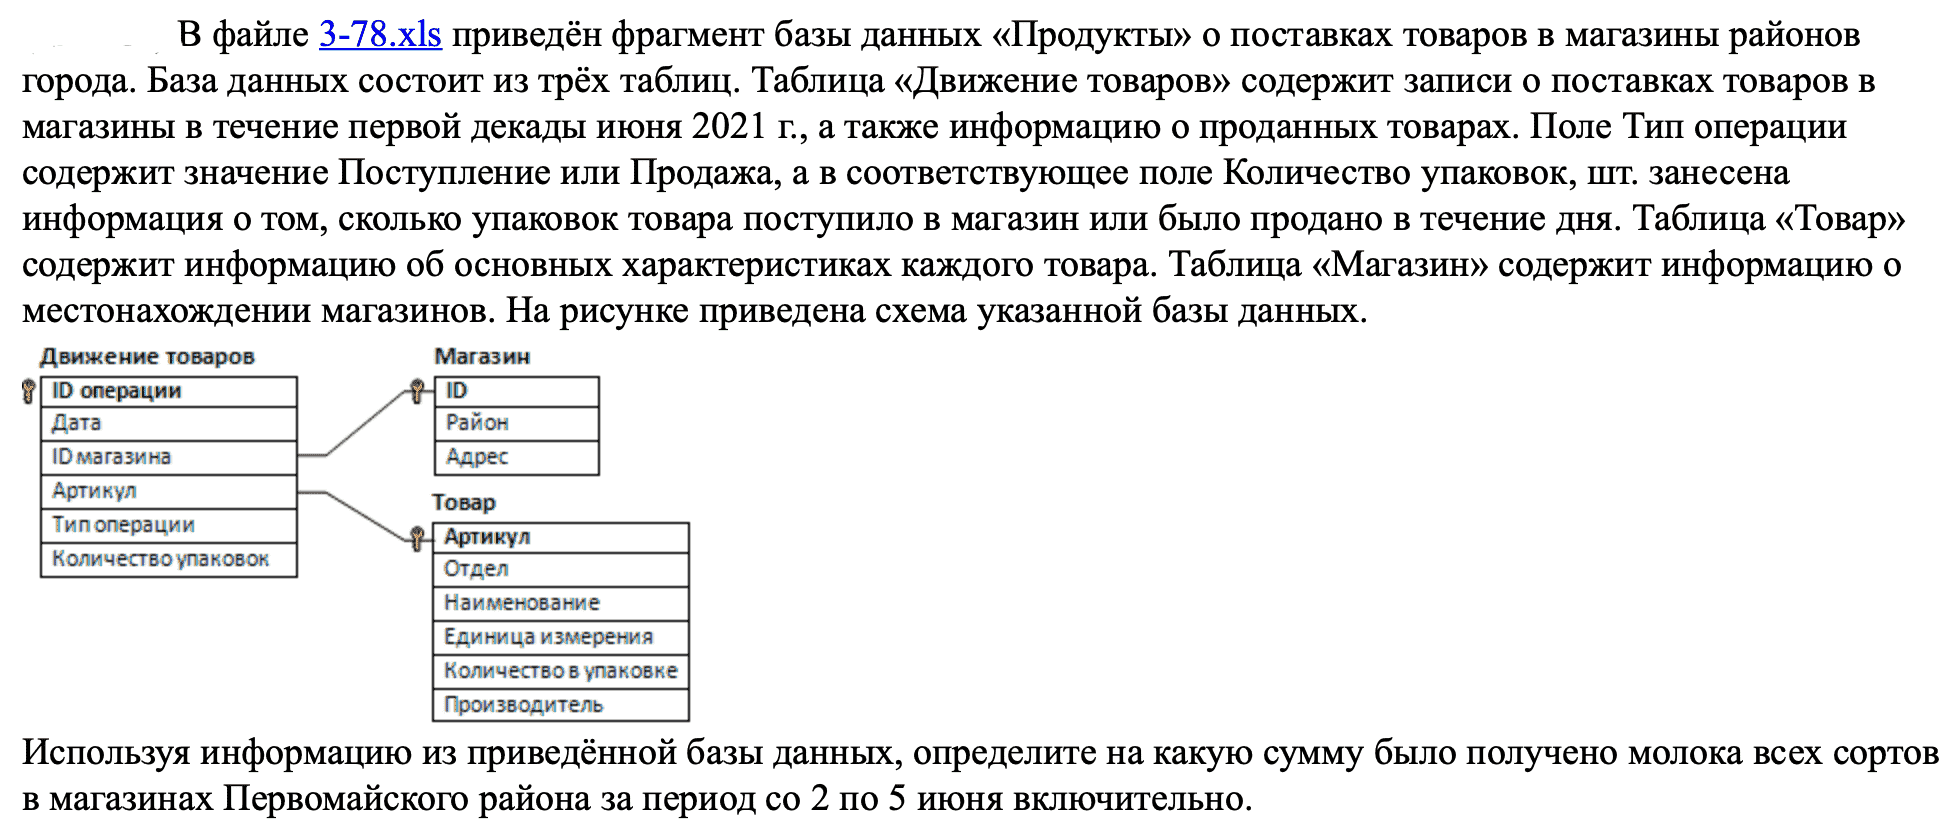 В файле 3-78.xls приведён фрагмент базы данных «Продукты» о поставках товаров в магазины районов
города. База данных состоит из трёх таблиц. Таблица «Движение товаров» содержит записи о поставках товаров в
магазины в течение первой декады июня 2021 г., а также информацию о проданных товарах. Поле Тип операции
содержит значение Поступление или Продажа, а в соответствующее поле Количество упаковок, шт. занесена
информация о том, сколько упаковок товара поступило в магазин или было продано в течение дня. Таблица «Товар»
содержит информацию об основных характеристиках каждого товара. Таблица «Магазин» содержит информацию о
местонахождении магазинов. На рисунке приведена схема указанной базы данных.
Движение товаров
ID операции
Дата
ID магазина
Артикул
Тип операции
Количество упаковок
Магазин
ID
Район
Адрес
Товар
Артикул
Отдел
Наименование
Единица измерения
Количество в упаковке
Производитель
Используя информацию из приведённой базы данных, определите на какую сумму было получено молока всех сортов
в магазинах Первомайского района за период со 2 по 5 июня включительно.